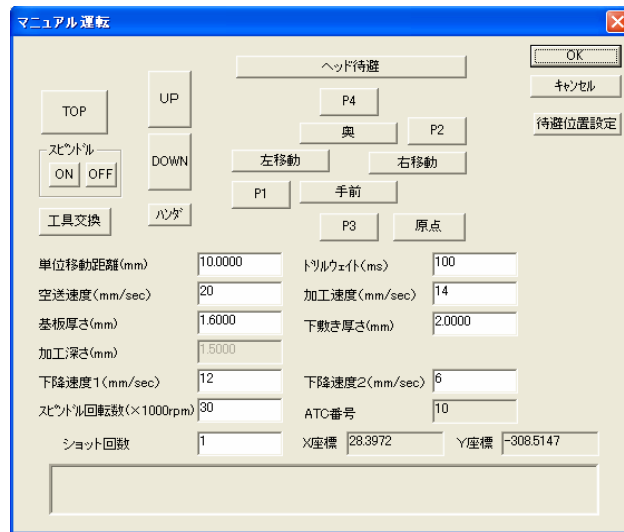 マニュアル運転
ヘッド待避
OK
TOP
UP
P4
キャンセル
奥
P2
待避位置設定
スピンドル
ON OFF
DOWN
左移動
右移動
P1
手前
工具交換
ハンダ
P3
原点
単位移動距離(mm) 10.0000
ドリルウェイト(ms) 100
空送速度(mm/sec) 20
加工速度(mm/sec) 14
基板厚さ(mm) 1.6000
下敷き厚さ(mm) 2.0000
加工深さ(mm) 1.5000
下降速度1(mm/sec) 12
下降速度2(mm/sec) 6
スピンドル回転数(×1000rpm) 30
ATC番号 10
ショット回数 1
X座標 28.3972
Y座標 -308.5147